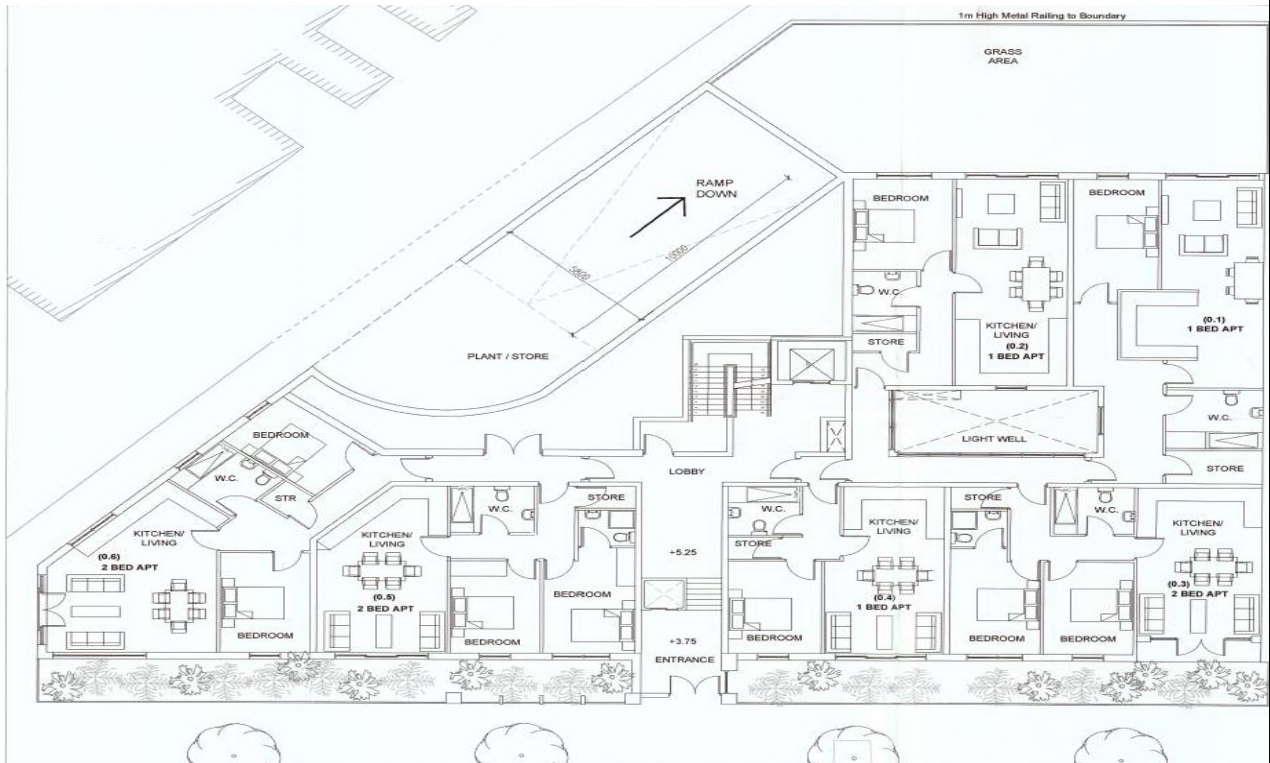 1m High Metal Railing to Boundary
GRASS
AREA
RAMP
DOWN
10000
5800
PLANT / STORE
BEDROOM
BEDROOM
W.C.
STORE
KITCHEN/
LIVING
(0.2)
1 BED APT
(0.1)
1 BED APT
W.C.
STORE
LIGHT WELL
LOBBY
BEDROOM
W.C.
STR
KITCHEN/
LIVING
(0.6)
2 BED APT
BEDROOM
KITCHEN/
LIVING
(0.5)
2 BED APT
W.C.
STORE
BEDROOM
BEDROOM
+5.25
+3.75
ENTRANCE
W.C.
STORE
BEDROOM
KITCHEN/
LIVING
(0.4)
1 BED APT
STORE
W.C.
BEDROOM
BEDROOM
KITCHEN/
LIVING
(0.3)
2 BED APT